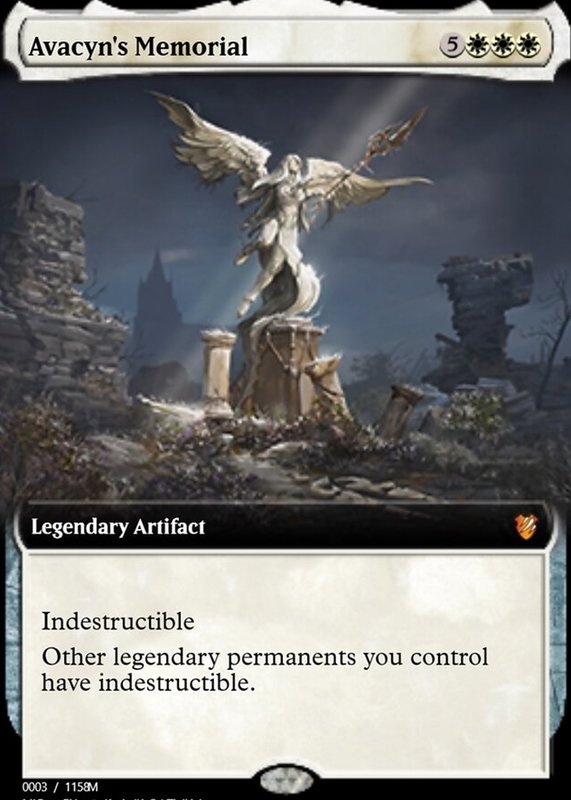 Avacyn's Memorial 5
Legendary Artifact
Indestructible
Other legendary permanents you control
have indestructible.
0003 / 1158M